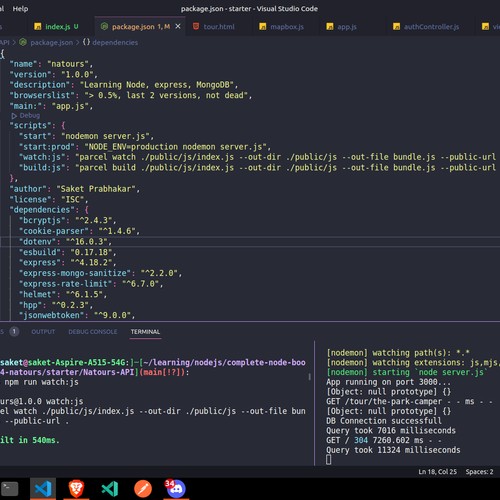 al Help package.json - starter - Visual Studio Code
index.js U package.json 1, M tour.html mapbox.js app.js authController.js vi
API package.json {} dependencies
{
"name": "natours",
"version": "1.0.0",
"description": "Learning Node, express, MongoDB",
"browserslist": "> 0.5%, last 2 versions, not dead",
"main:": "app.js",
Debug
"scripts": {
"start": "nodemon server.js",
"start:prod": "NODE_ENV=production nodemon server.js",
"watch:js": "parcel watch ./public/js/index.js --out-dir ./public/js --out-file bundle.js --public-url
"build:js": "parcel build ./public/js/index.js --out-dir ./public/js --out-file bundle.js --public-url
},
"author": "Saket Prabhakar",
"license": "ISC",
"dependencies": {
"bcryptjs": "^2.4.3",
"cookie-parser": "^1.4.6",
"dotenv": "^16.0.3",
"esbuild": "0.17.18",
"express": "^4.18.2",
"express-mongo-sanitize": "^2.2.0",
"express-rate-limit": "^6.7.0",
"helmet": "^6.1.5",
"hpp": "^0.2.3",
"jsonwebtoken": "^9.0.0",
S 1 OUTPUT DEBUG CONSOLE TERMINAL
saket@saket-Aspire-A515-54G:]-[~/learning/nodejs/complete-node-boo
4-natours/starter/Natours-API](main[!?]):
npm run watch:js
urs@1.0.0 watch:js
el watch ./public/js/index.js --out-dir ./public/js --out-file bun
--public-url .
ilt in 540ms.
[nodemon] watching path(s): *.*
[nodemon] watching extensions: js,mjs,
[nodemon] starting `node server.js`
App running on port 3000...
[Object: null prototype] {}
GET /tour/the-park-camper - - ms - -
[Object: null prototype] {}
DB Connection successfull
Query took 7016 milliseconds
GET / 304 7260.602 ms - -
Query took 11324 milliseconds
Ln 18, Col 25 Spaces: 2
34